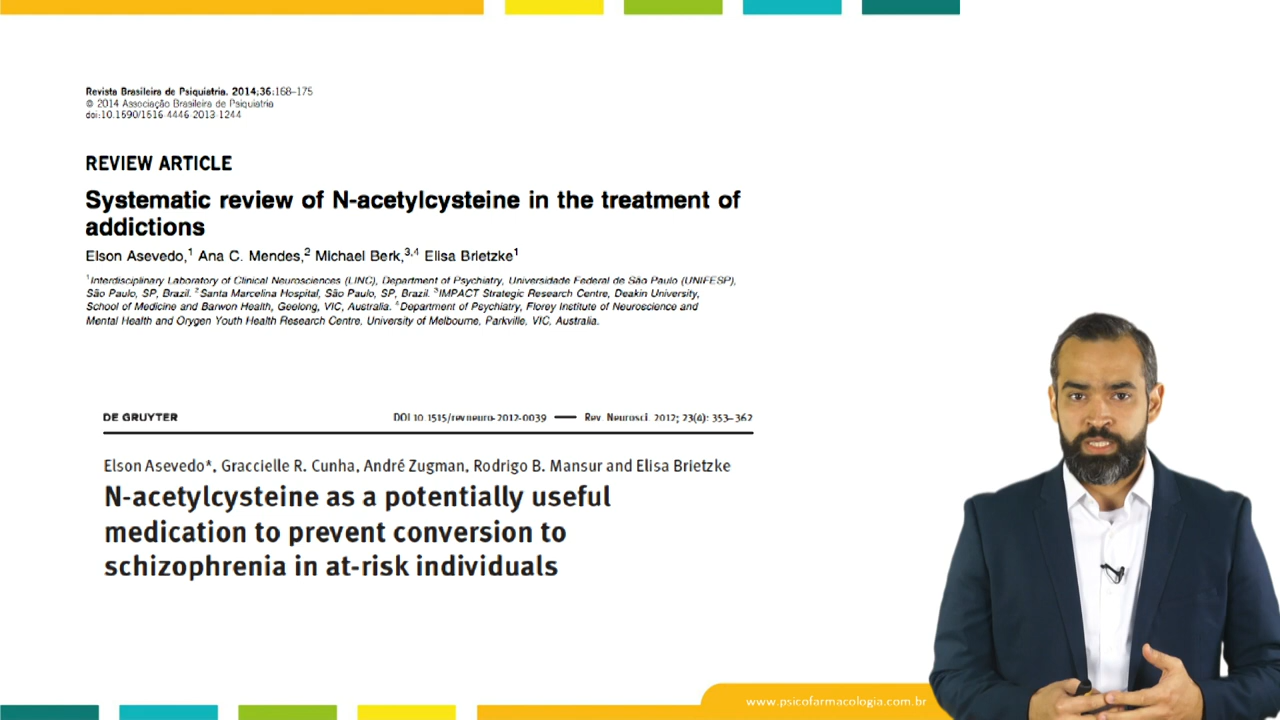 Revista Brasileira de Psiquiatria. 2014;36:168–175
© 2014 Associação Brasileira de Psiquiatria
doi:10.1590/1516-4446-2013-1244
REVIEW ARTICLE
Systematic review of N-acetylcysteine in the treatment of
addictions
Elson Asevedo,1 Ana C. Mendes,2 Michael Berk,3,4 Elisa Brietzke1
1Interdisciplinary Laboratory of Clinical Neurosciences (LINC), Department of Psychiatry, Universidade Federal de São Paulo (UNIFESP),
São Paulo, SP, Brazil. 2Santa Marcelina Hospital, São Paulo, SP, Brazil. 3IMPACT Strategic Research Centre, Deakin University,
School of Medicine and Barwon Health, Geelong, VIC, Australia. 4Department of Psychiatry, Florey Institute of Neuroscience and
Mental Health and Orygen Youth Health Research Centre, University of Melbourne, Parkville, VIC, Australia.
DE GRUYTER DOI 10.1515/revneuro-2012-0039 — Rev. Neurosci. 2012; 23(4): 353–362
Elson Asevedo*, Graccielle R. Cunha, André Zugman, Rodrigo B. Mansur and Elisa Brietzke
N-acetylcysteine as a potentially useful
medication to prevent conversion to
schizophrenia in at-risk individuals
www.psicofarmacologia.com.br